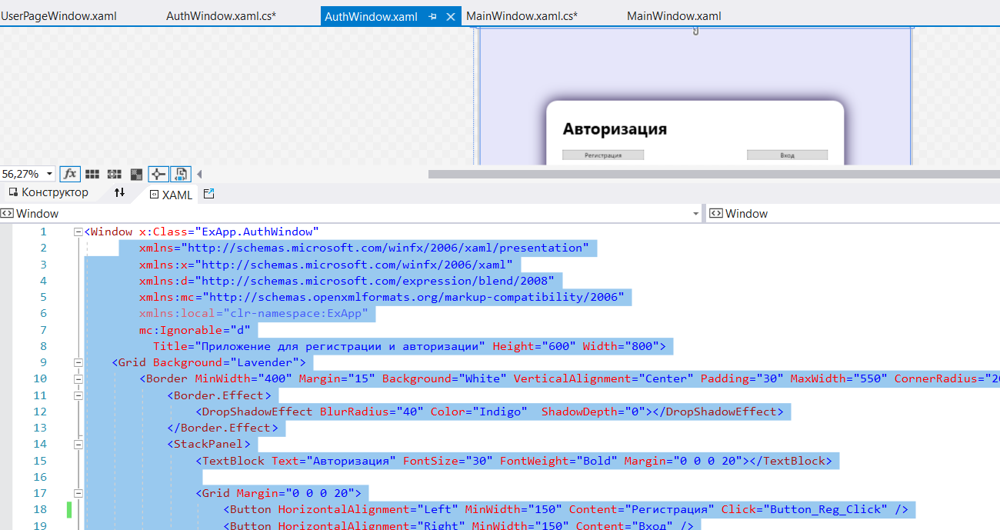 UserPageWindow.xaml AuthWindow.xaml.cs* AuthWindow.xaml MainWindow.xaml.cs* MainWindow.xaml
Авторизация
Регистрация Вход
56,27% fx
Конструктор XAML
Window Window
1 <Window x:Class="ExApp.AuthWindow"
2 xmlns="http://schemas.microsoft.com/winfx/2006/xaml/presentation"
3 xmlns:x="http://schemas.microsoft.com/winfx/2006/xaml"
4 xmlns:d="http://schemas.microsoft.com/expression/blend/2008"
5 xmlns:mc="http://schemas.openxmlformats.org/markup-compatibility/2006"
6 xmlns:local="clr-namespace:ExApp"
7 mc:Ignorable="d"
8 Title="Приложение для регистрации и авторизации" Height="600" Width="800">
9 <Grid Background="Lavender">
10 <Border MinWidth="400" Margin="15" Background="White" VerticalAlignment="Center" Padding="30" MaxWidth="550" CornerRadius="20
11 <Border.Effect>
12 <DropShadowEffect BlurRadius="40" Color="Indigo"  ShadowDepth="0"></DropShadowEffect>
13 </Border.Effect>
14 <StackPanel>
15 <TextBlock Text="Авторизация" FontSize="30" FontWeight="Bold" Margin="0 0 0 20"></TextBlock>
16
17 <Grid Margin="0 0 0 20">
18 <Button HorizontalAlignment="Left" MinWidth="150" Content="Регистрация" Click="Button_Reg_Click" />
19 <Button HorizontalAlignment="Right" MinWidth="150" Content="Вход" />